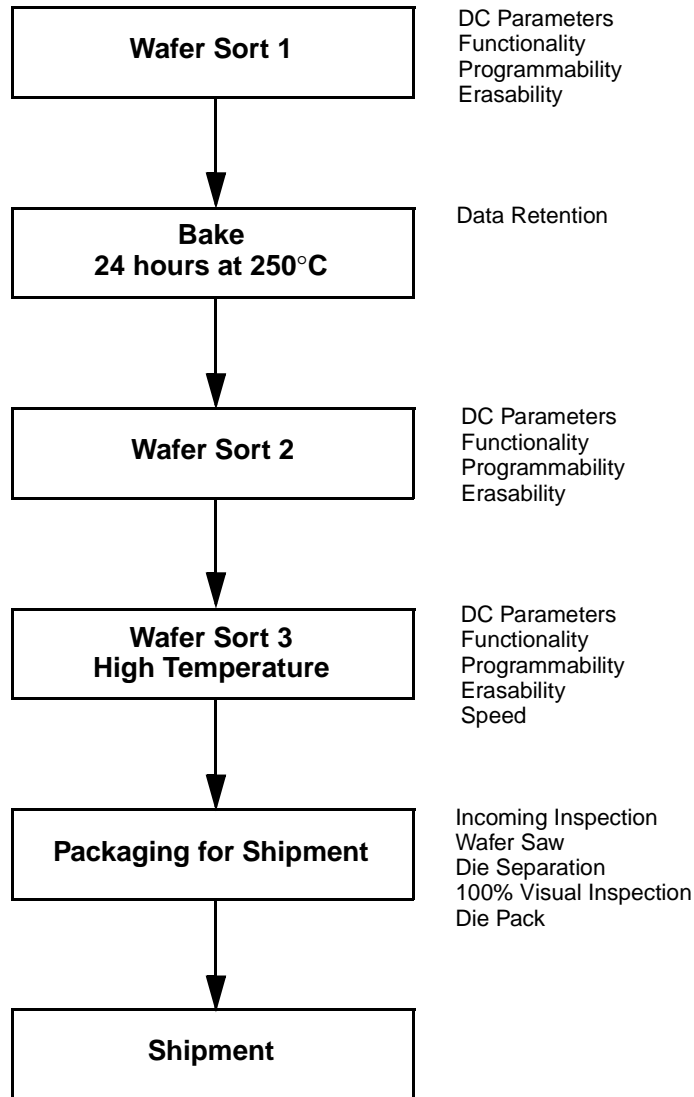 Wafer Sort 1
DC Parameters
Functionality
Programmability
Erasability
Bake
24 hours at 250°C
Data Retention
Wafer Sort 2
DC Parameters
Functionality
Programmability
Erasability
Wafer Sort 3
High Temperature
DC Parameters
Functionality
Programmability
Erasability
Speed
Packaging for Shipment
Incoming Inspection
Wafer Saw
Die Separation
100% Visual Inspection
Die Pack
Shipment